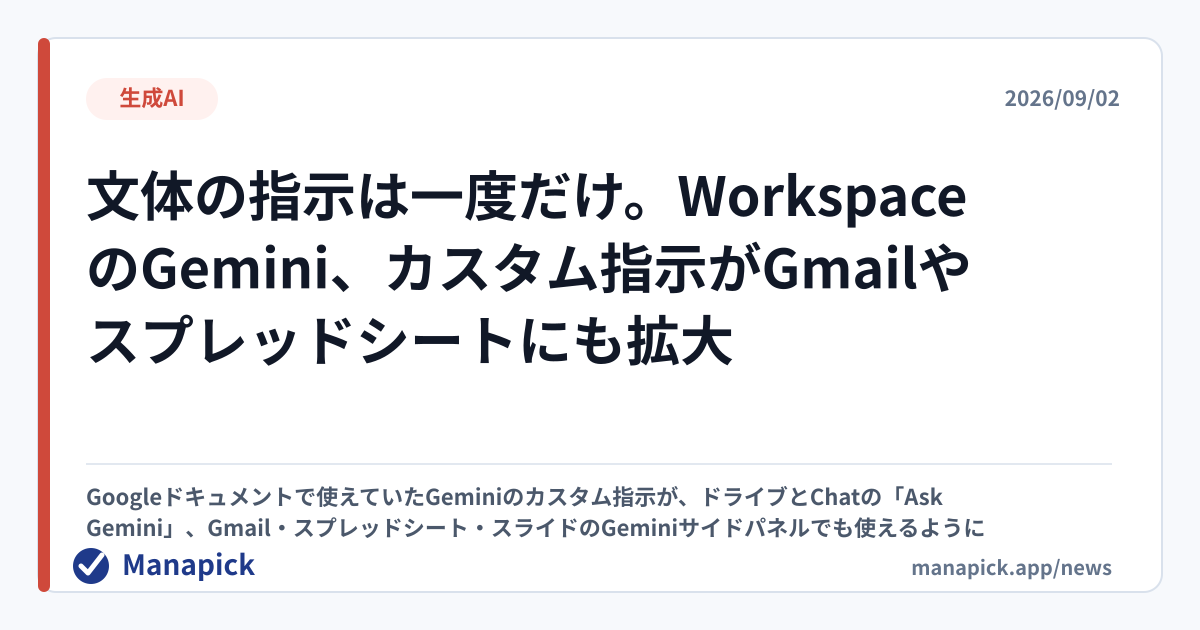 生成AI
2026/09/02
文体の指示は一度だけ。Workspace
のGemini、カスタム指示がGmailや
スプレッドシートにも拡大
Googleドキュメントで使えていたGeminiのカスタム指示が、ドライブとChatの「Ask
Gemini」、Gmail・スプレッドシート・スライドのGeminiサイドパネルでも使えるように
Manapick
manapick.app/news